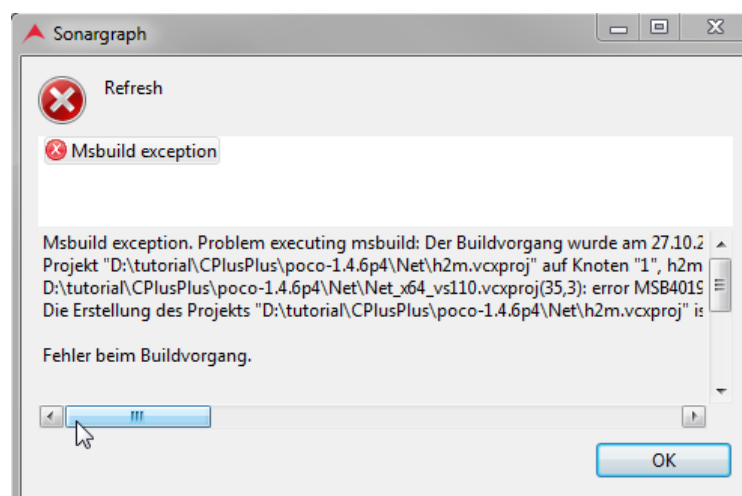 Sonargraph
Refresh
Msbuild exception
Msbuild exception. Problem executing msbuild: Der Buildvorgang wurde am 27.10.2
Projekt "D:\tutorial\CPlusPlus\poco-1.4.6p4\Net\h2m.vcxproj" auf Knoten "1", h2m
D:\tutorial\CPlusPlus\poco-1.4.6p4\Net\Net_x64_vs110.vcxproj(35,3): error MSB4019
Die Erstellung des Projekts "D:\tutorial\CPlusPlus\poco-1.4.6p4\Net\h2m.vcxproj" is
Fehler beim Buildvorgang.
OK